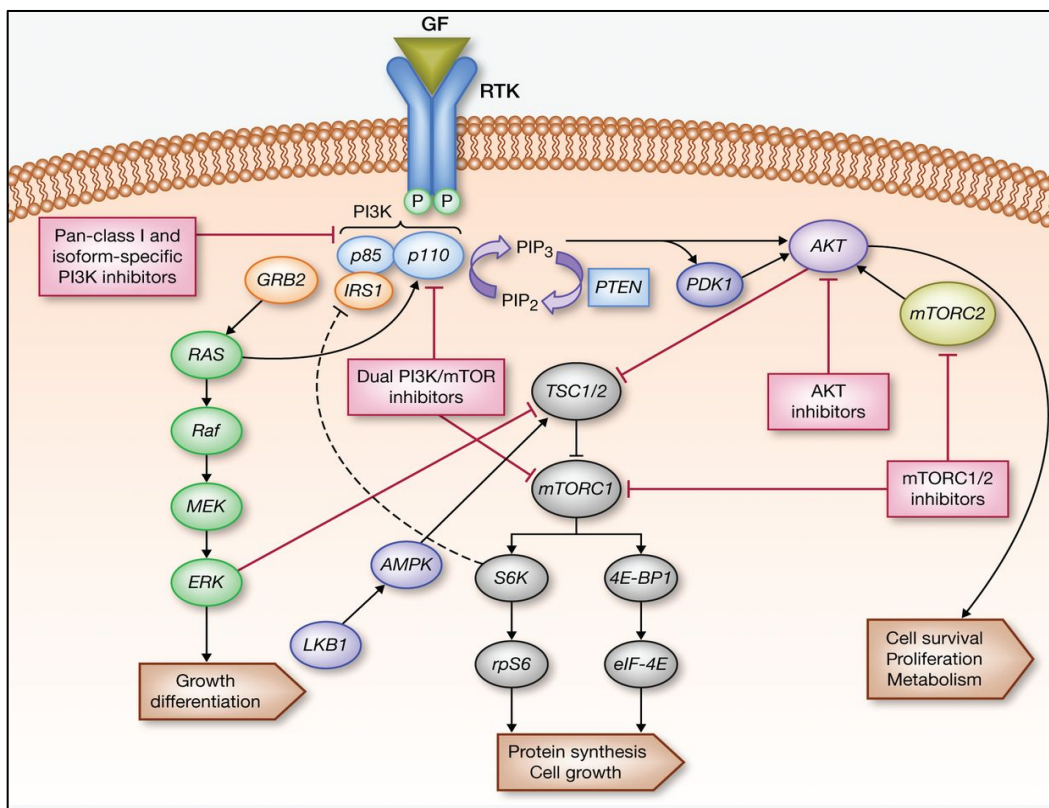 GF
RTK
P P
PI3K
Pan-class I and
isoform-specific
PI3K inhibitors
p85
p110
PIP3
AKT
GRB2
IRS1
PTEN
PDK1
PIP2
mTORC2
RAS
Dual PI3K/mTOR
inhibitors
TSC1/2
AKT
inhibitors
Raf
mTORC1
mTORC1/2
inhibitors
MEK
AMPK
S6K
4E-BP1
ERK
LKB1
rpS6
eIF-4E
Cell survival
Proliferation
Metabolism
Growth
differentiation
Protein synthesis
Cell growth